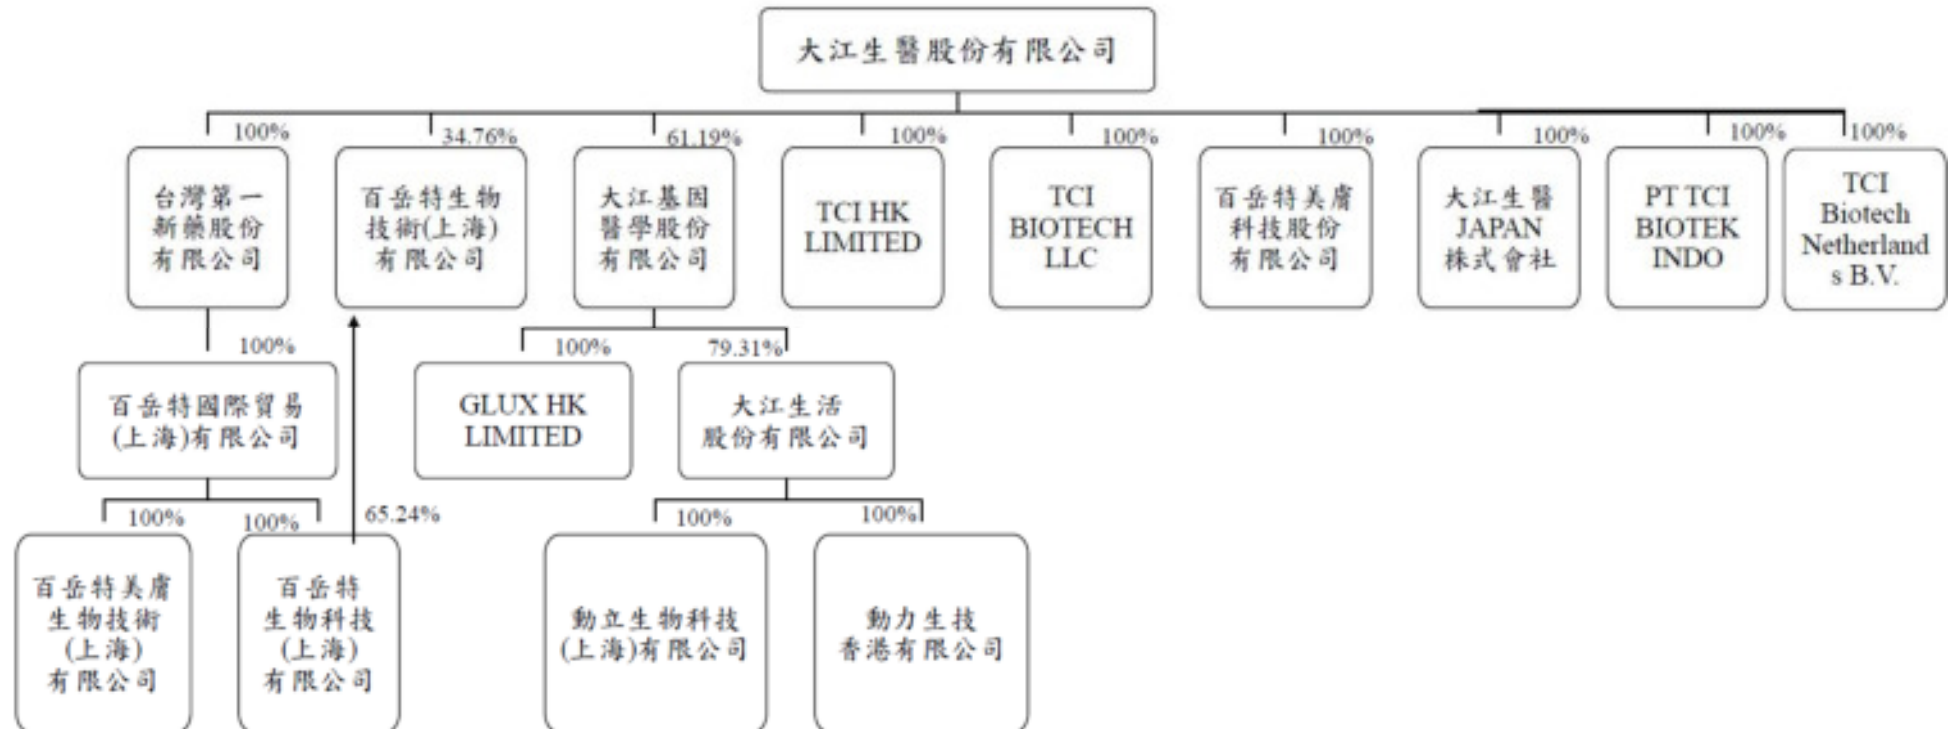 大江生醫股份有限公司
100%
34.76%
61.19%
100%
100%
100%
100%
100%
100%
台灣第一
新藥股份
有限公司
百岳特生物
技術(上海)
有限公司
大江基因
醫學股份
有限公司
TCI HK
LIMITED
TCI
BIOTECH
LLC
百岳特美膚
科技股份
有限公司
大江生醫
JAPAN
株式會社
PT TCI
BIOTEK
INDO
TCI
Biotech
Netherland
s B.V.
100%
100%
79.31%
百岳特國際貿易
(上海)有限公司
GLUX HK
LIMITED
大江生活
股份有限公司
100%
100%
65.24%
100%
100%
百岳特美膚
生物技術
(上海)
有限公司
百岳特
生物科技
(上海)
有限公司
動立生物科技
(上海)有限公司
動力生技
香港有限公司